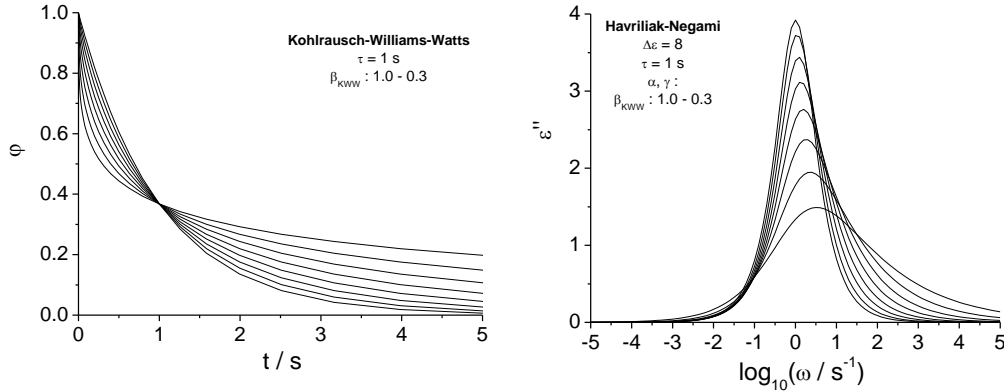 Kohlrausch-Williams-Watts
τ = 1 s
β_KWW : 1.0 - 0.3
φ
1.0
0.8
0.6
0.4
0.2
0.0
0 1 2 3 4 5
t / s
Havriliak-Negami
Δε = 8
τ = 1 s
α, γ :
β_KWW : 1.0 - 0.3
ε''
4
3
2
1
0
-5 -4 -3 -2 -1 0 1 2 3 4 5
log₁₀(ω / s⁻¹)